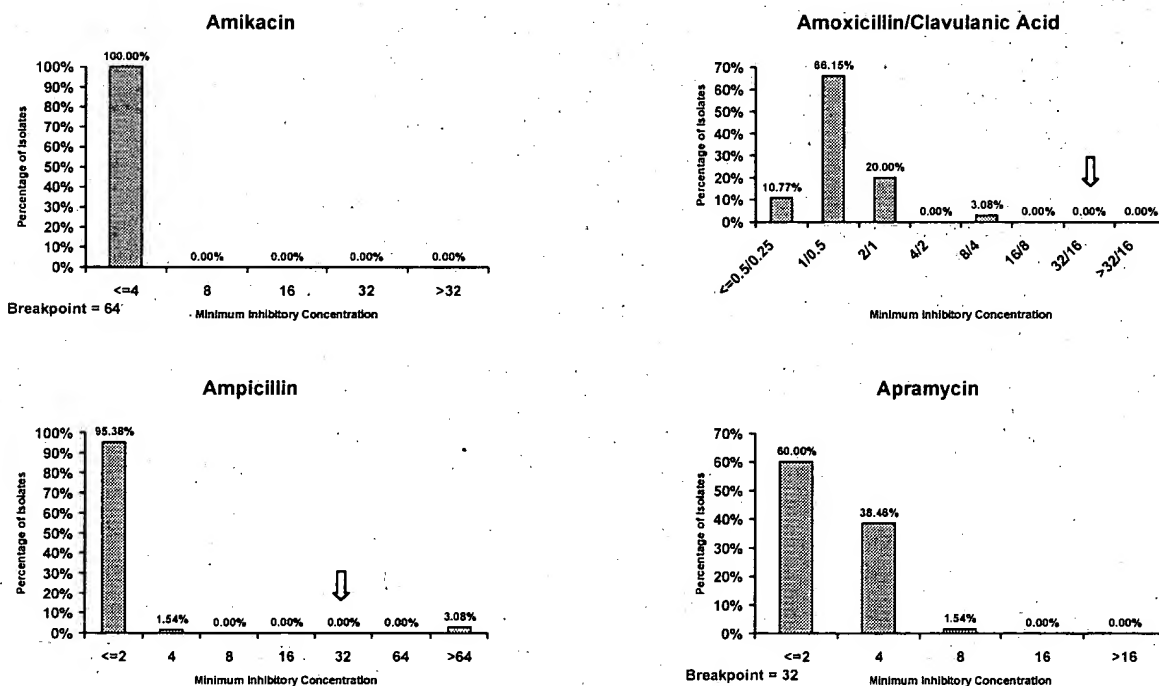 Amikacin
100.00%
100%
90%
80%
70%
60%
50%
40%
30%
20%
10%
0%
Percentage of Isolates
0.00% 0.00% 0.00% 0.00%
<=4 8 16 32 >32
Breakpoint = 64
Minimum Inhibitory Concentration
Amoxicillin/Clavulanic Acid
70%
60%
50%
40%
30%
20%
10%
0%
Percentage of Isolates
10.77% 66.15% 20.00% 0.00% 3.08% 0.00% 0.00% 0.00%
<=0.5/0.25 1/0.5 2/1 4/2 8/4 16/8 32/16 >32/16
Minimum Inhibitory Concentration
Ampicillin
100%
90%
80%
70%
60%
50%
40%
30%
20%
10%
0%
Percentage of Isolates
95.38% 1.54% 0.00% 0.00% 0.00% 0.00% 3.08%
<=2 4 8 16 32 64 >64
Minimum Inhibitory Concentration
Apramycin
70%
60%
50%
40%
30%
20%
10%
0%
Percentage of Isolates
60.00% 38.46% 1.54% 0.00% 0.00%
<=2 4 8 16 >16
Breakpoint = 32
Minimum Inhibitory Concentration